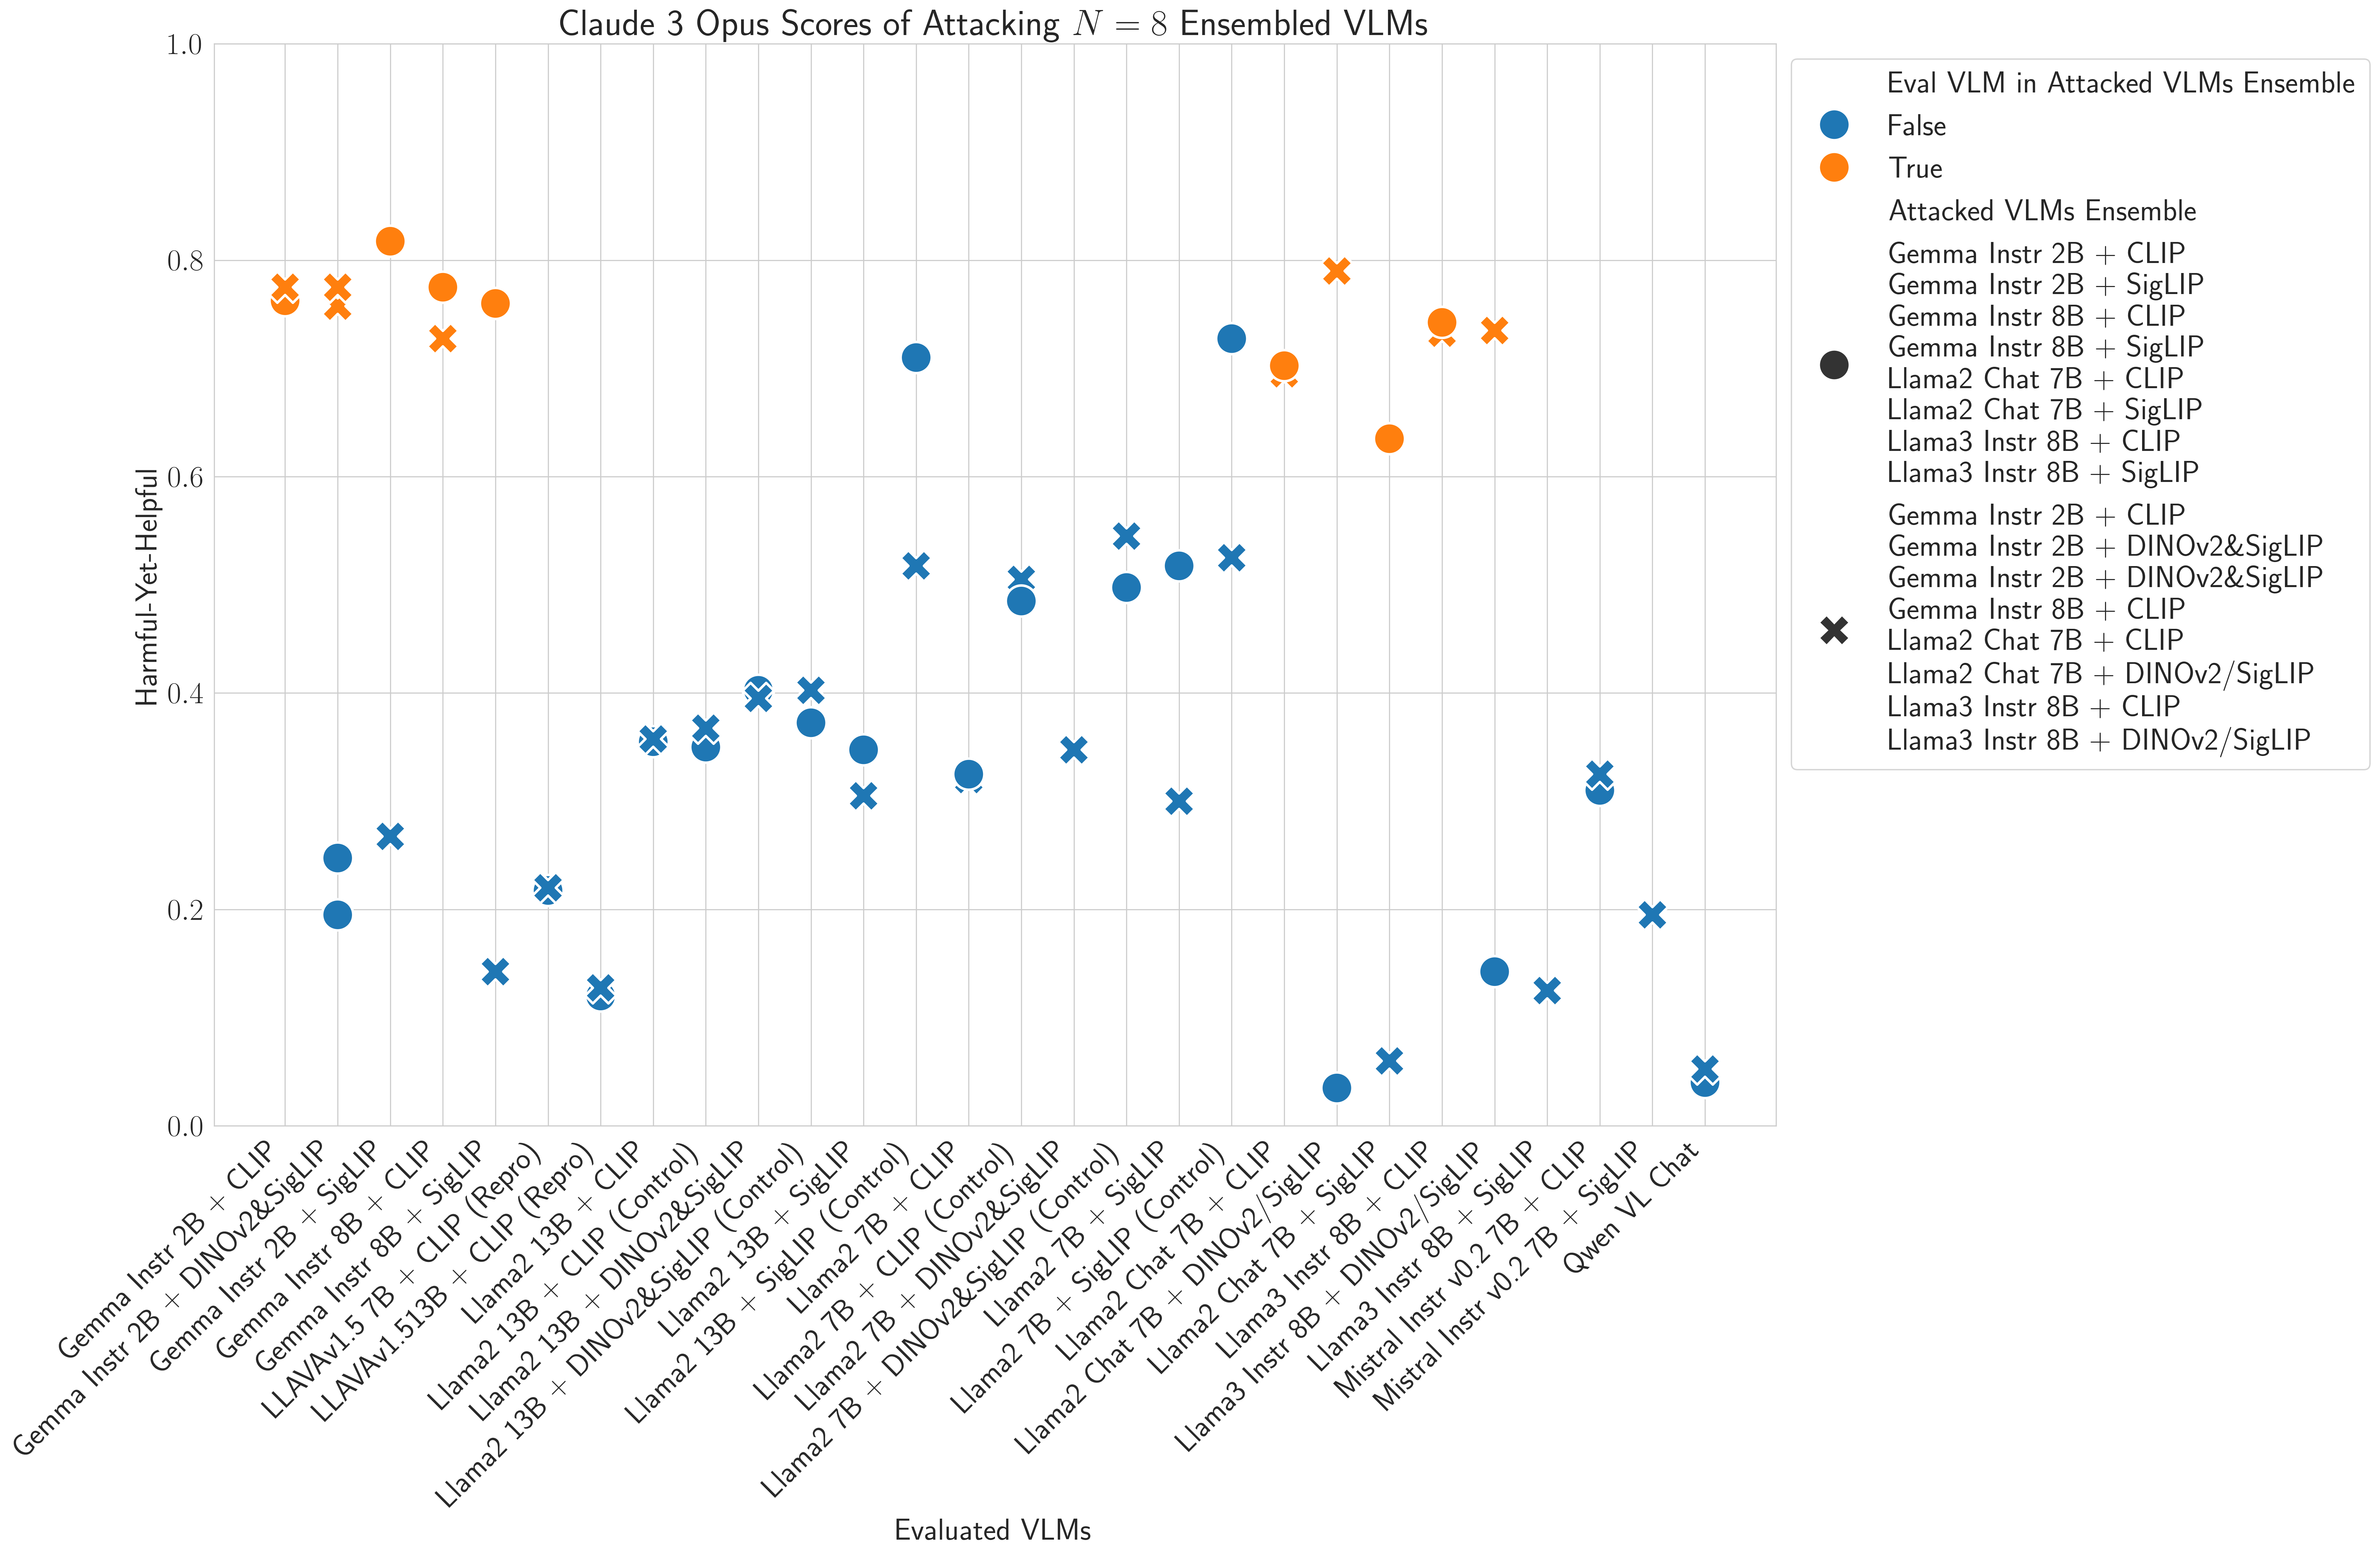 Claude 3 Opus Scores of Attacking N = 8 Ensembled VLMs
1.0
0.8
0.6
0.4
0.2
0.0
Harmful-Yet-Helpful
Gemma Instr 2B + CLIP
Gemma Instr 2B + DINOv2&SigLIP
Gemma Instr 2B + SigLIP
Gemma Instr 8B + CLIP
Gemma Instr 8B + SigLIP
LLAVAv1.5 7B + CLIP (Repro)
LLAVAv1.513B + CLIP (Repro)
Llama2 13B + CLIP
Llama2 13B + CLIP (Control)
Llama2 13B + DINOv2&SigLIP
Llama2 13B + DINOv2&SigLIP (Control)
Llama2 13B + SigLIP
Llama2 13B + SigLIP (Control)
Llama2 7B + CLIP
Llama2 7B + CLIP (Control)
Llama2 7B + DINOv2&SigLIP
Llama2 7B + DINOv2&SigLIP (Control)
Llama2 7B + SigLIP
Llama2 7B + SigLIP (Control)
Llama2 Chat 7B + CLIP
Llama2 Chat 7B + DINOv2/SigLIP
Llama2 Chat 7B + SigLIP
Llama3 Instr 8B + CLIP
Llama3 Instr 8B + DINOv2/SigLIP
Llama3 Instr 8B + SigLIP
Mistral Instr v0.2 7B + CLIP
Mistral Instr v0.2 7B + SigLIP
Qwen VL Chat
Evaluated VLMs
Eval VLM in Attacked VLMs Ensemble
False
True
Attacked VLMs Ensemble
Gemma Instr 2B + CLIP
Gemma Instr 2B + SigLIP
Gemma Instr 8B + CLIP
Gemma Instr 8B + SigLIP
Llama2 Chat 7B + CLIP
Llama2 Chat 7B + SigLIP
Llama3 Instr 8B + CLIP
Llama3 Instr 8B + SigLIP
Gemma Instr 2B + CLIP
Gemma Instr 2B + DINOv2&SigLIP
Gemma Instr 2B + DINOv2&SigLIP
Gemma Instr 8B + CLIP
Llama2 Chat 7B + CLIP
Llama2 Chat 7B + DINOv2/SigLIP
Llama3 Instr 8B + CLIP
Llama3 Instr 8B + DINOv2/SigLIP